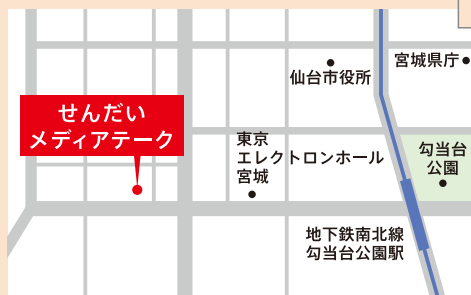 宮城県庁
仙台市役所
せんだい
メディアテーク
東京
エレクトロンホール
宮城
勾当台
公園
地下鉄南北線
勾当台公園駅